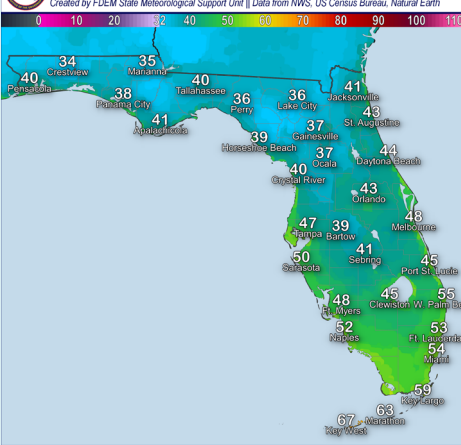 Created by FDEM State Meteorological Support Unit || Data from NWS, US Census Bureau, Natural Earth
0 10 20 30 40 50 60 70 80 90 100 110
34
Crestview
35
Marianna
40
Pensacola
40
Tallahassee
38
Panama City
36
Perry
36
Lake City
41
Jacksonville
41
Apalachicola
43
St. Augustine
37
Gainesville
39
Horseshoe Beach
37
Ocala
44
Daytona Beach
40
Crystal River
43
Orlando
47
Tampa
39
Bartow
48
Melbourne
50
Sarasota
41
Sebring
45
Port St. Lucie
48
Ft. Myers
45
Clewiston
55
W. Palm Be
52
Naples
53
Ft. Lauderda
54
Miami
59
Key Largo
63
Marathon
67
Key West